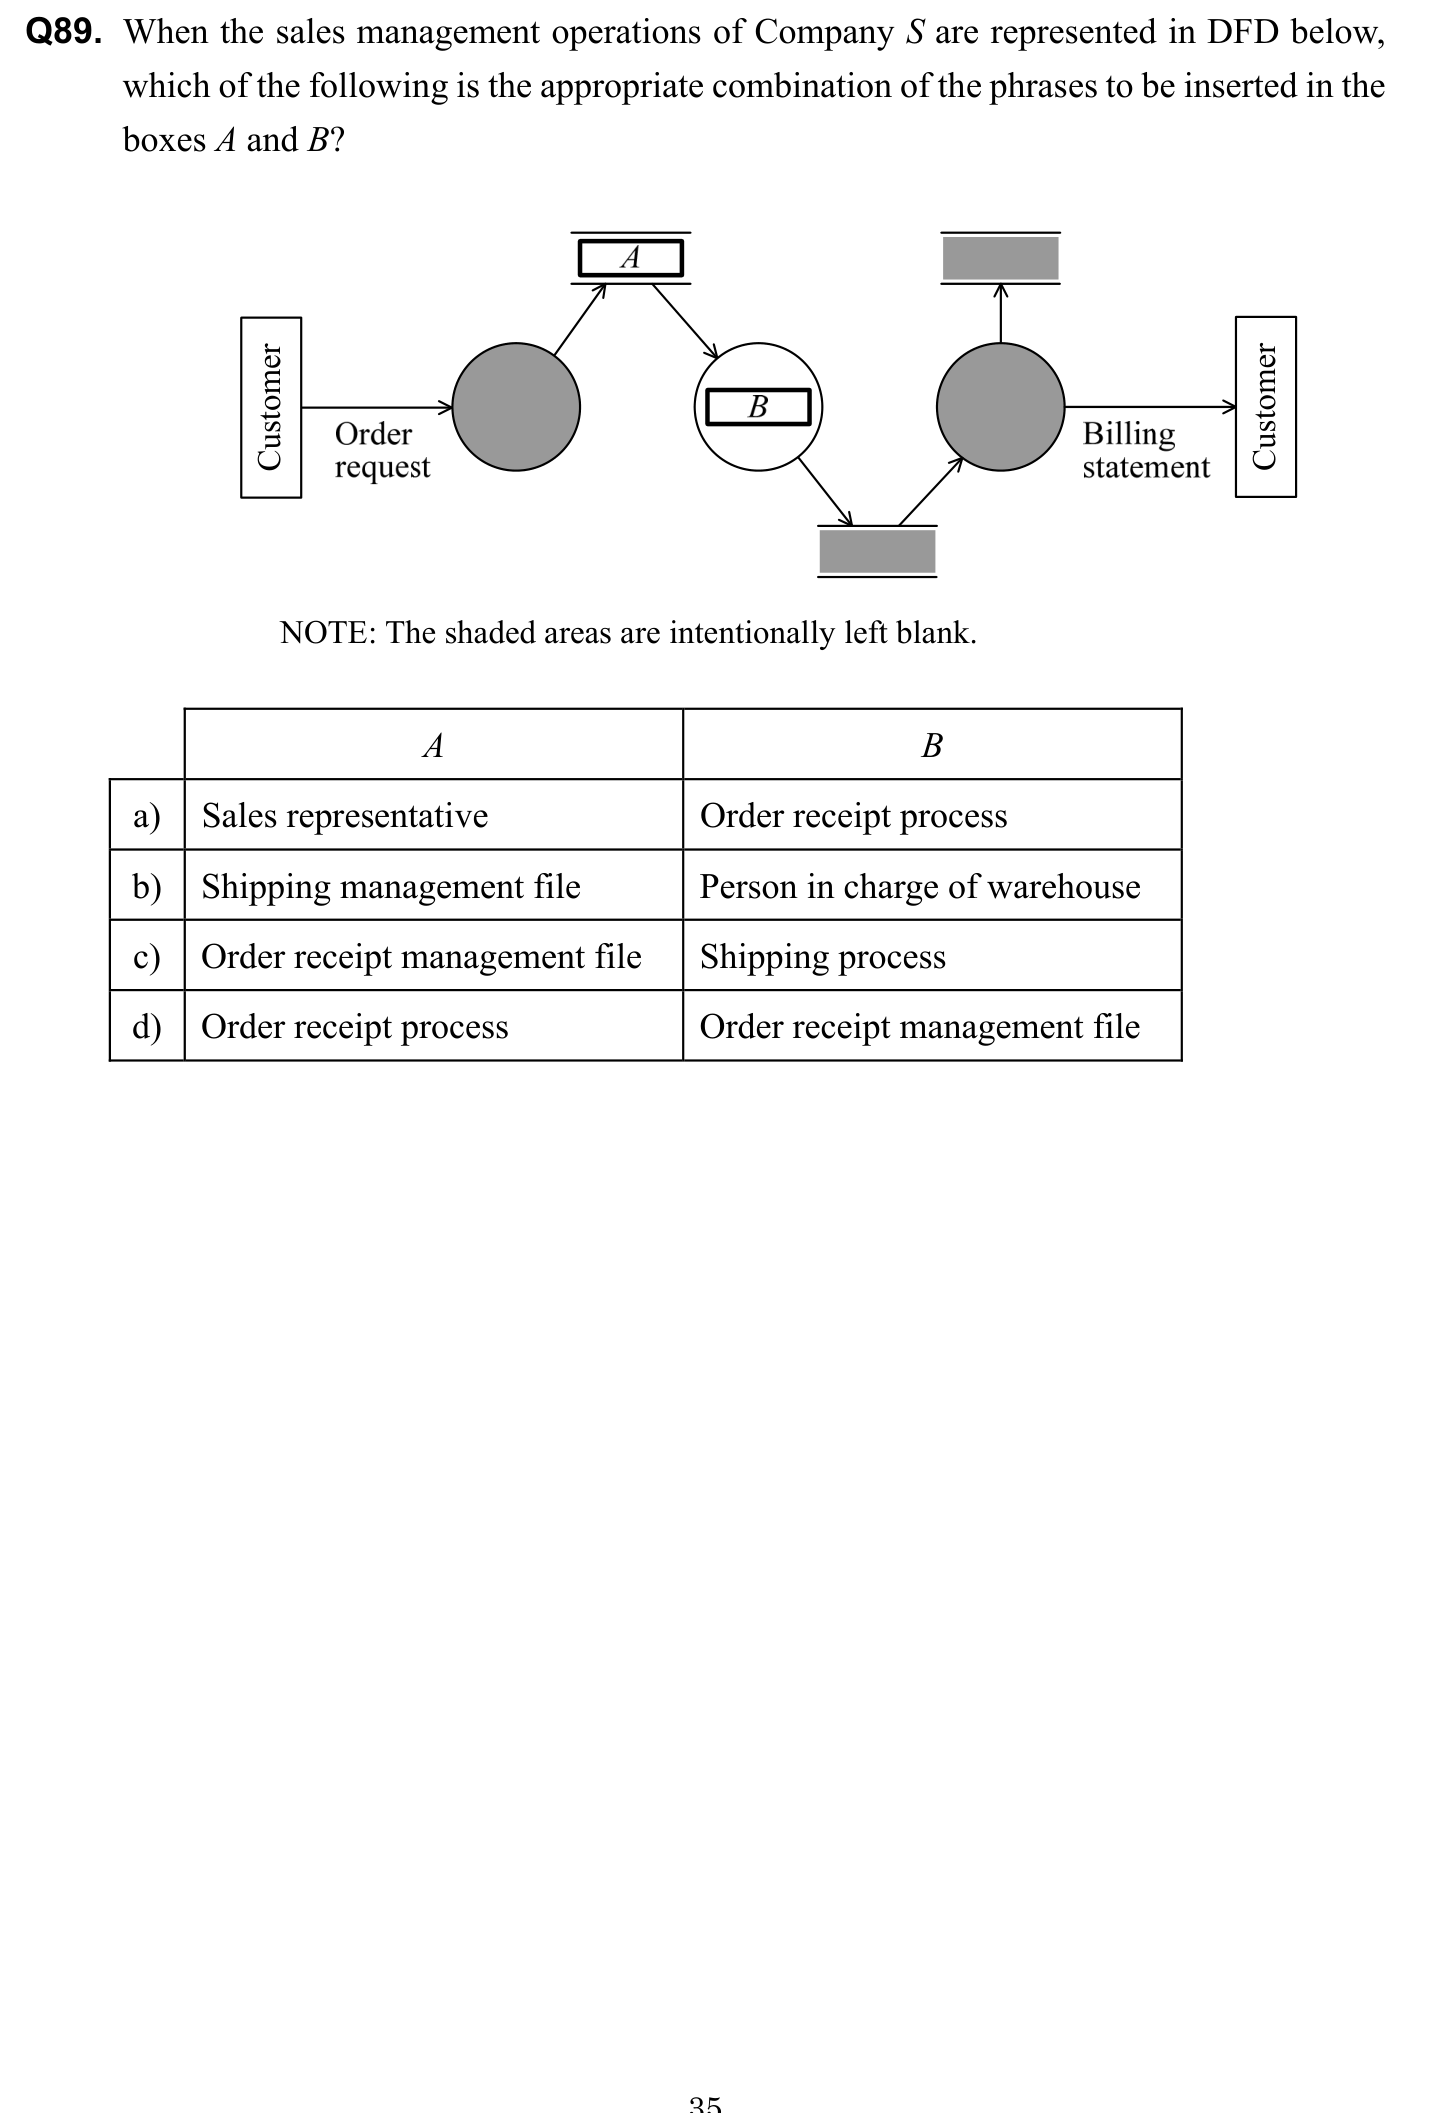 Q89. When the sales management operations of Company S are represented in DFD below,
which of the following is the appropriate combination of the phrases to be inserted in the
boxes A and B?
A
Customer
Order
request
B
Billing
statement
Customer
NOTE: The shaded areas are intentionally left blank.
A B
a) Sales representative Order receipt process
b) Shipping management file Person in charge of warehouse
c) Order receipt management file Shipping process
d) Order receipt process Order receipt management file
35